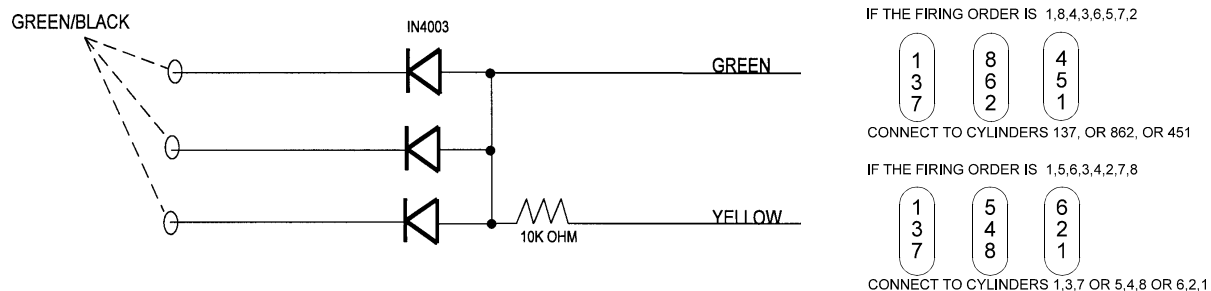 GREEN/BLACK
IN4003
GREEN
YELLOW
10K OHM
IF THE FIRING ORDER IS 1,8,4,3,6,5,7,2
1 8 4
3 6 5
7 2 1
CONNECT TO CYLINDERS 137, OR 862, OR 451
IF THE FIRING ORDER IS 1,5,6,3,4,2,7,8
1 5 6
3 4 2
7 8 1
CONNECT TO CYLINDERS 1,3,7 OR 5,4,8 OR 6,2,1